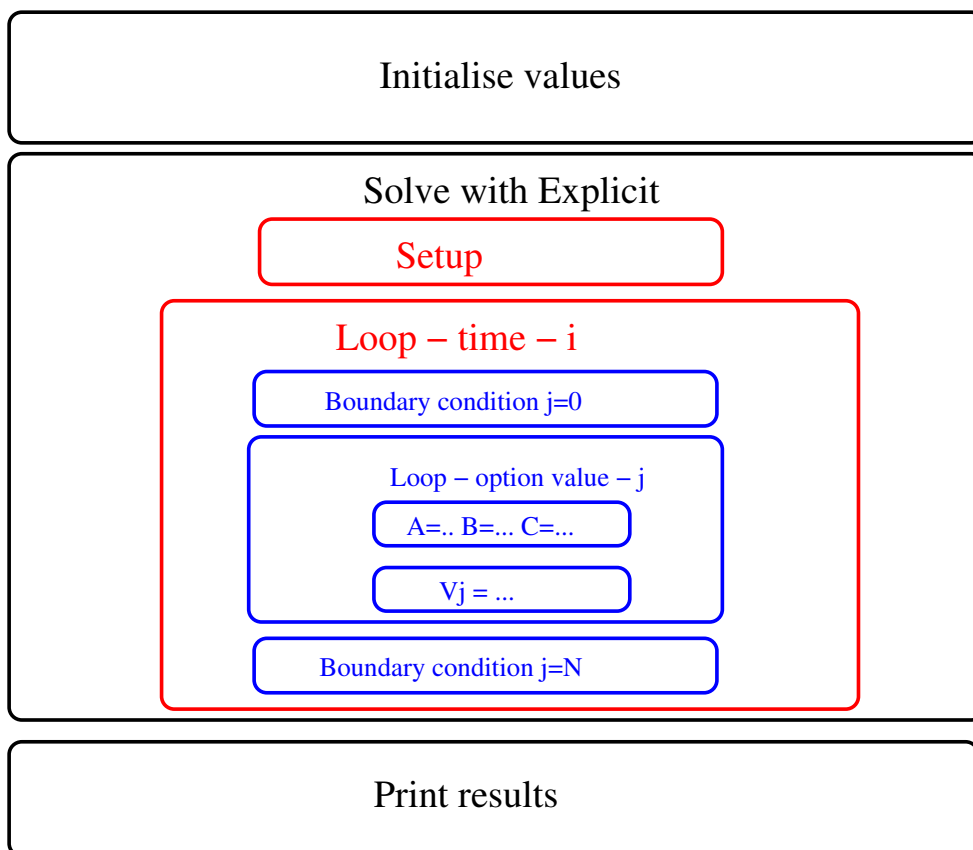 Initialise values
Solve with Explicit
Setup
Loop − time − i
Boundary condition j=0
Loop − option value − j
A=.. B=... C=...
Vj = ...
Boundary condition j=N
Print results